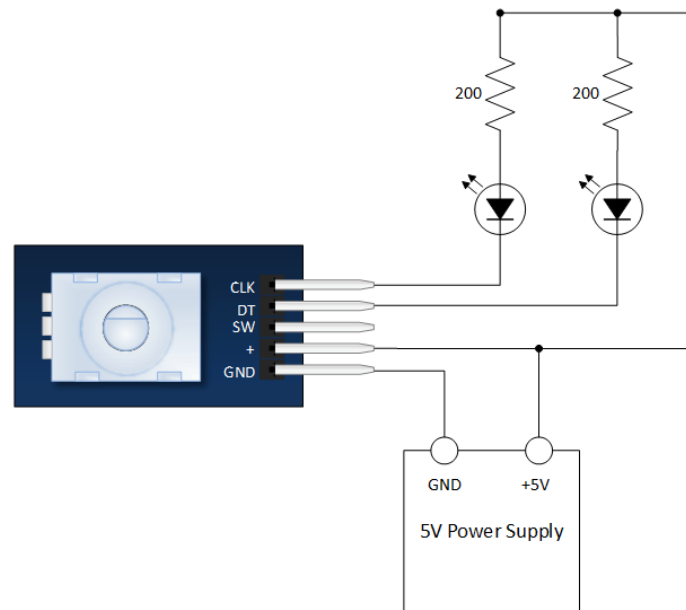 200
200
CLK
DT
SW
+
GND
GND
+5V
5V Power Supply